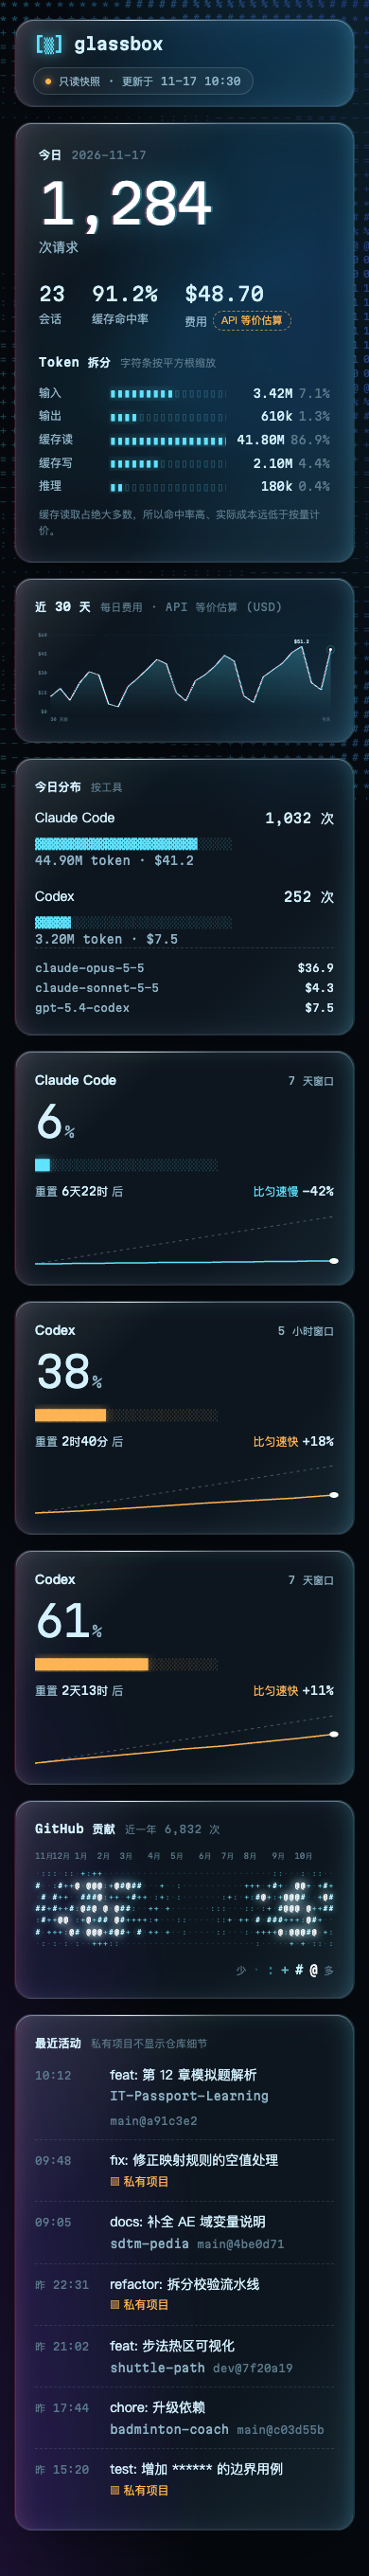 [▒] glassbox
只读快照 · 更新于 11-17 10:30
今日 2026-11-17
1,284
次请求
23 91.2% $48.70
会话 缓存命中率 费用 API 等价估算
Token 拆分 字符条按平方根缩放
输入 3.42M 7.1%
输出 610k 1.3%
缓存读 41.80M 86.9%
缓存写 2.10M 4.4%
推理 180k 0.4%
缓存读取占绝大多数，所以命中率高、实际成本远低于按量计
价。
近 30 天 每日费用 · API 等价估算 (USD)
$51.3
$0
今日分布 按工具
Claude Code 1,032 次
44.90M token · $41.2
Codex 252 次
3.20M token · $7.5
claude-opus-5-5 $36.9
claude-sonnet-5-5 $4.3
gpt-5.4-codex $7.5
Claude Code 7 天窗口
6%
重置 6天22时 后 比匀速慢 −42%
Codex 5 小时窗口
38%
重置 2时40分 后 比匀速快 +18%
Codex 7 天窗口
61%
重置 2天13时 后 比匀速快 +11%
GitHub 贡献 近一年 6,832 次
11月12月 1月 2月 3月 4月 5月 6月 7月 8月 9月 10月
少 · : + # @ 多
最近活动 私有项目不显示仓库细节
10:12 feat: 第 12 章模拟题解析
IT-Passport-Learning
main@a91c3e2
09:48 fix: 修正映射规则的空值处理
私有项目
09:05 docs: 补全 AE 域变量说明
sdtm-pedia main@4be0d71
昨 22:31 refactor: 拆分校验流水线
私有项目
昨 21:02 feat: 步法热区可视化
shuttle-path dev@7f20a19
昨 17:44 chore: 升级依赖
badminton-coach main@c03d55b
昨 15:20 test: 增加 ****** 的边界用例
私有项目